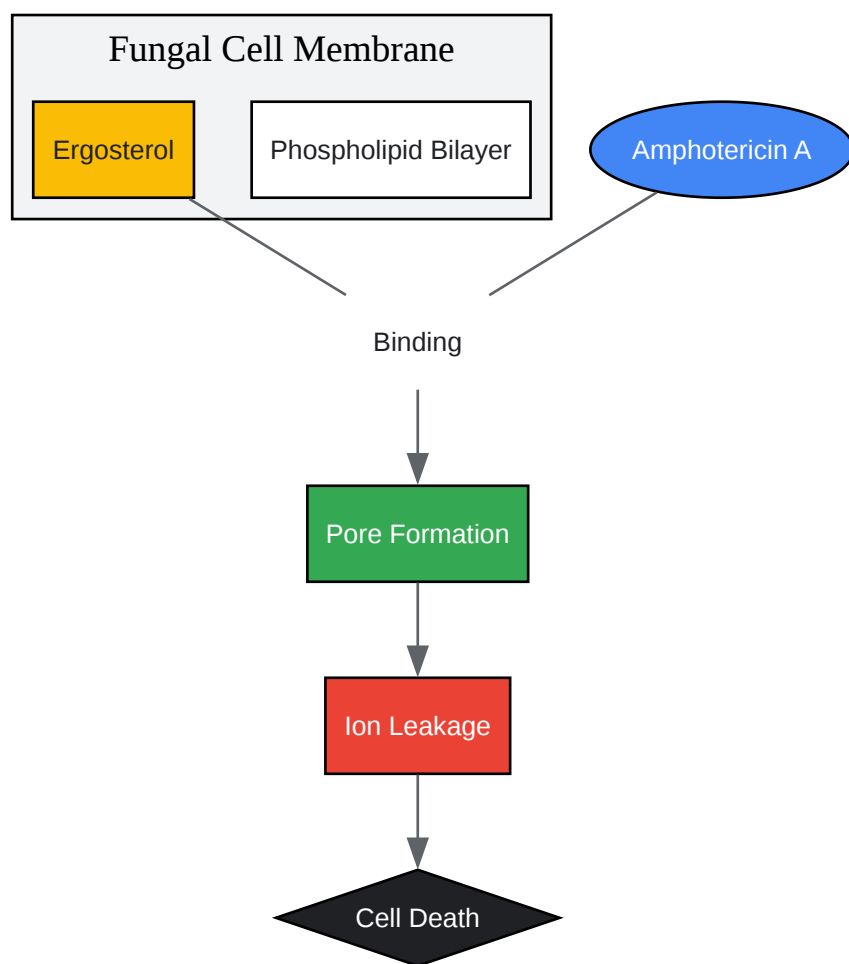 Fungal Cell Membrane
Ergosterol
Phospholipid Bilayer
Amphotericin A
Binding
Pore Formation
Ion Leakage
Cell Death